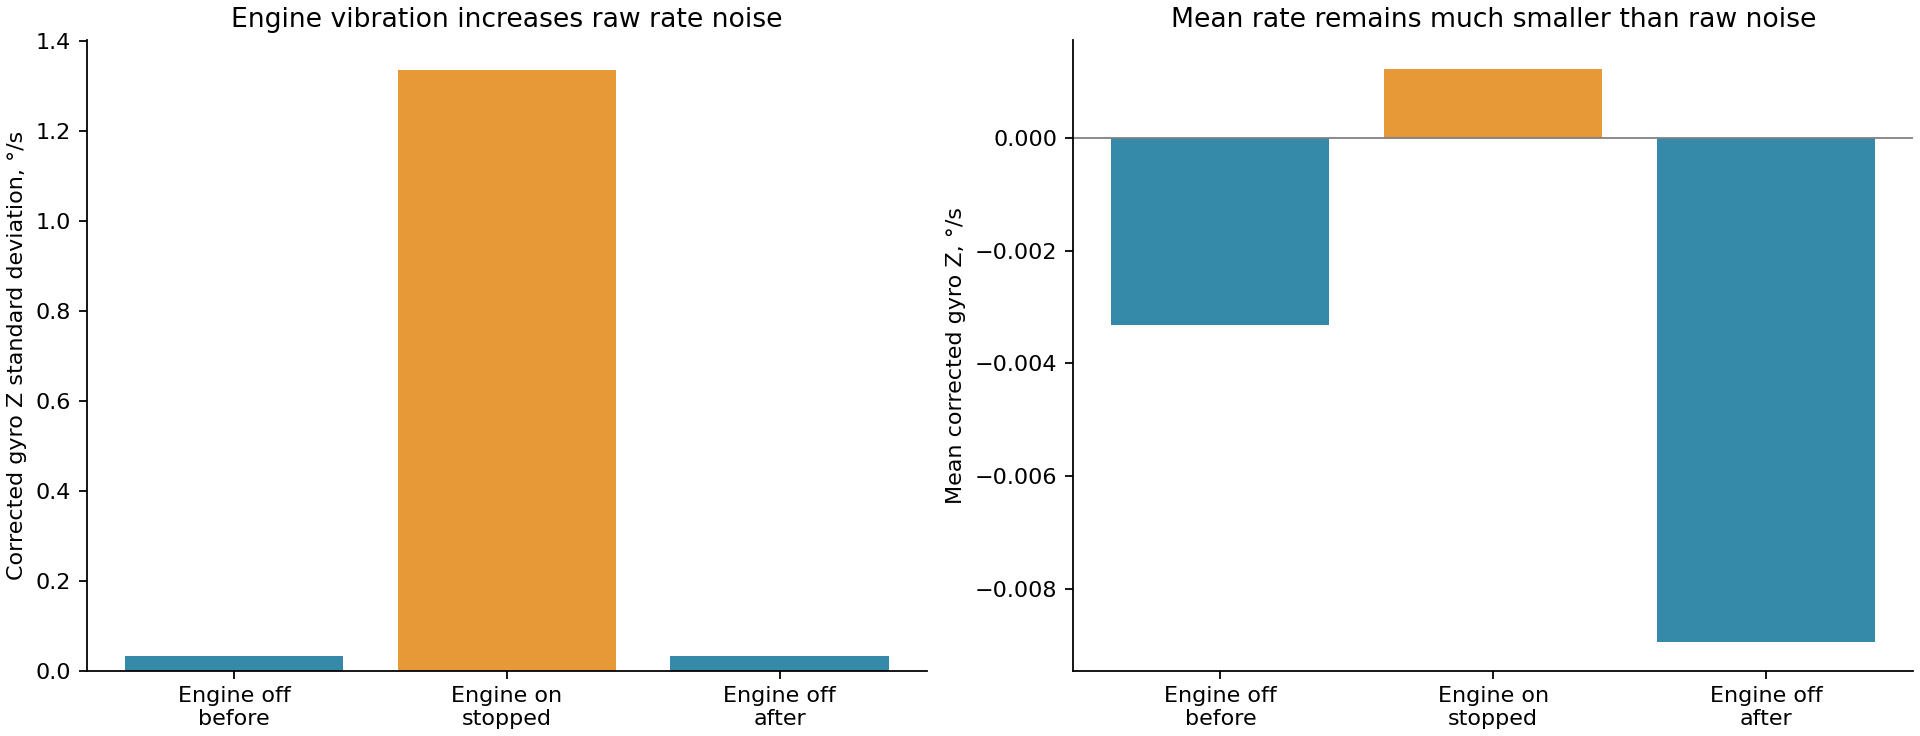 Engine vibration increases raw rate noise
Corrected gyro Z standard deviation, °/s
1.4
1.2
1.0
0.8
0.6
0.4
0.2
0.0
Engine off
before
Engine on
stopped
Engine off
after
Mean rate remains much smaller than raw noise
Mean corrected gyro Z, °/s
0.000
−0.002
−0.004
−0.006
−0.008
Engine off
before
Engine on
stopped
Engine off
after